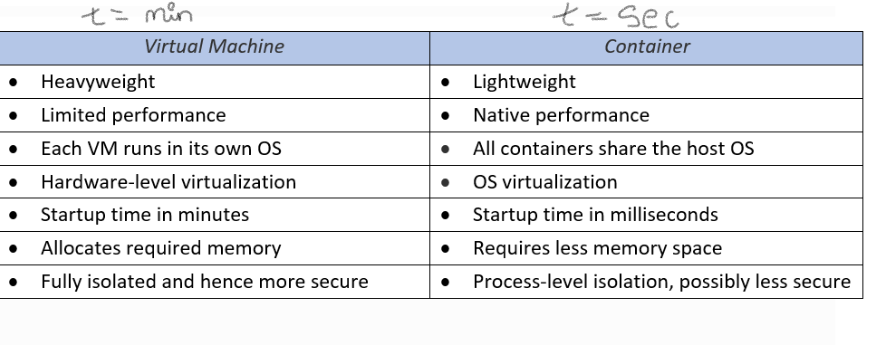 t = min t = sec
Virtual Machine Container
• Heavyweight • Lightweight
• Limited performance • Native performance
• Each VM runs in its own OS • All containers share the host OS
• Hardware-level virtualization • OS virtualization
• Startup time in minutes • Startup time in milliseconds
• Allocates required memory • Requires less memory space
• Fully isolated and hence more secure • Process-level isolation, possibly less secure